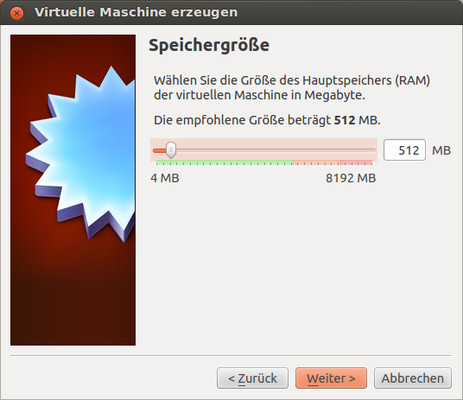 Virtuelle Maschine erzeugen
Speichergröße
Wählen Sie die Größe des Hauptspeichers (RAM)
der virtuellen Maschine in Megabyte.
Die empfohlene Größe beträgt 512 MB.
512 MB
4 MB 8192 MB
< Zurück Weiter > Abbrechen